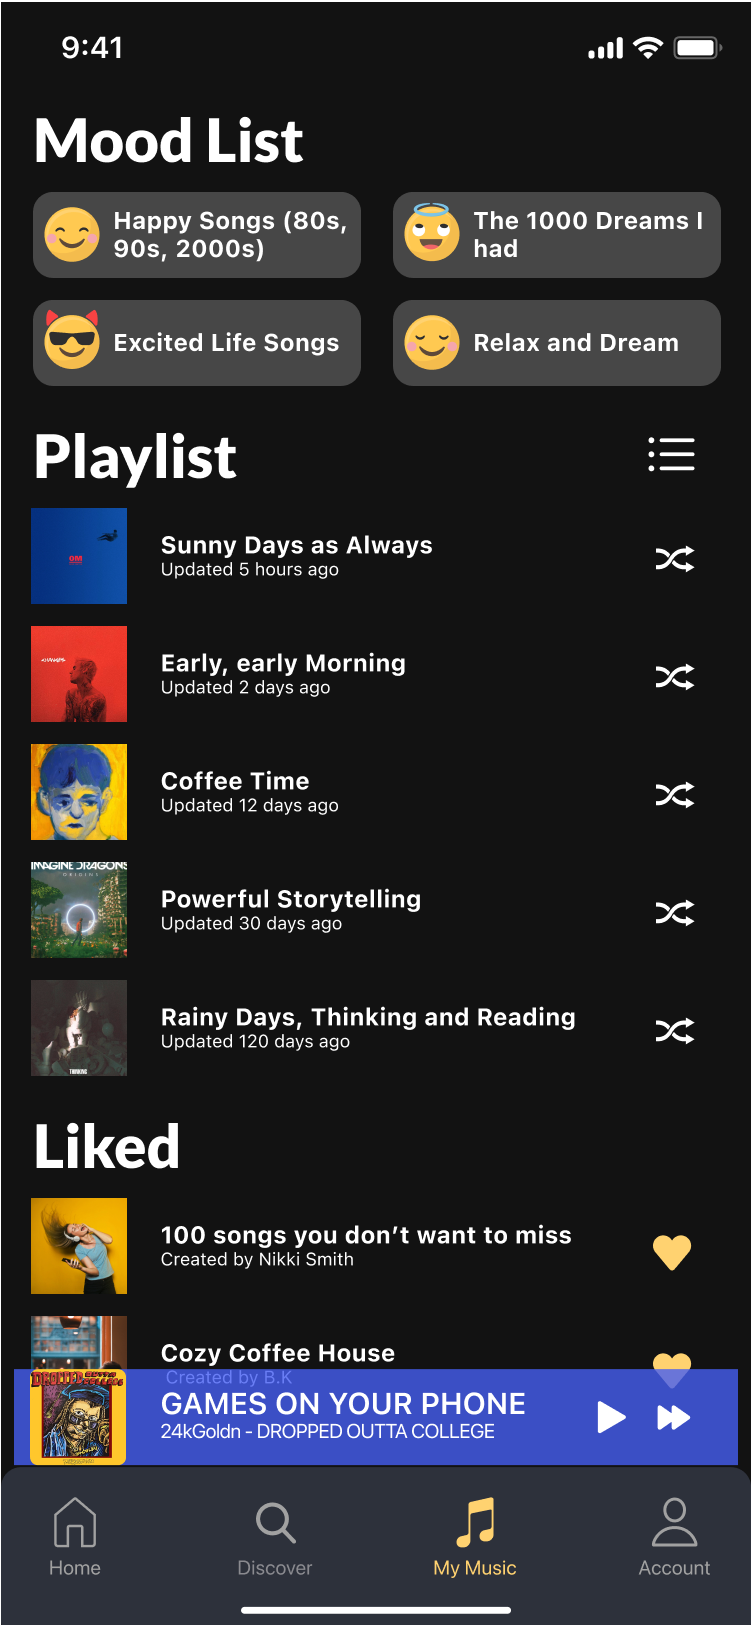 9:41
Mood List
Happy Songs (80s,
90s, 2000s)
The 1000 Dreams I
had
Excited Life Songs
Relax and Dream
Playlist
Sunny Days as Always
Updated 5 hours ago
Early, early Morning
Updated 2 days ago
Coffee Time
Updated 12 days ago
IMAGINE DRAGONS
ORIGINS
Powerful Storytelling
Updated 30 days ago
Rainy Days, Thinking and Reading
Updated 120 days ago
THINKING
Liked
100 songs you don’t want to miss
Created by Nikki Smith
Cozy Coffee House
Created by B.K
DROPPED OUTTA
COLLEGE
GAMES ON YOUR PHONE
24kGoldn - DROPPED OUTTA COLLEGE
Home
Discover
My Music
Account